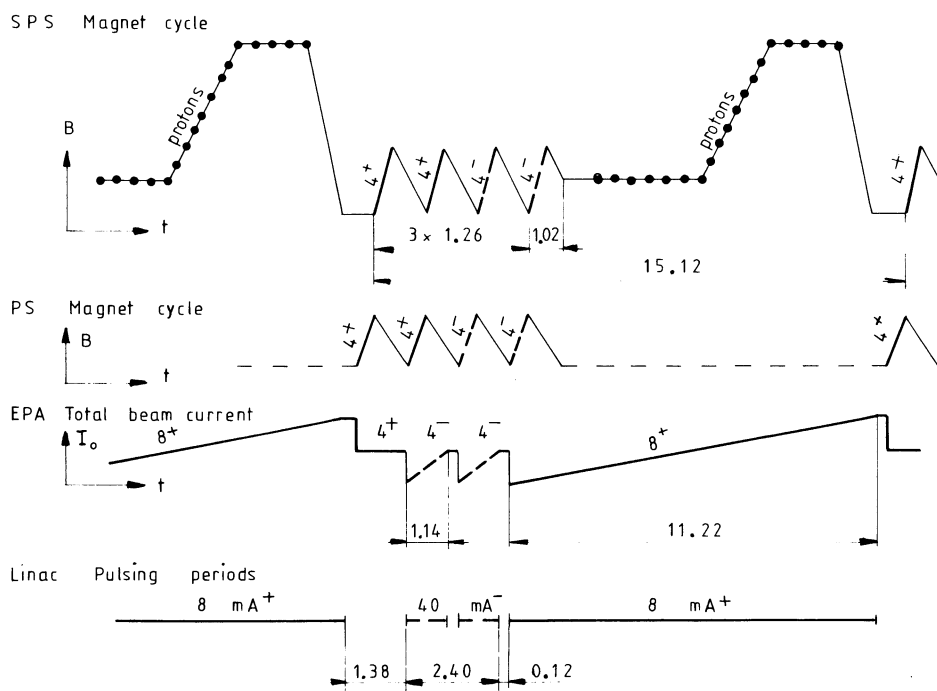 SPS Magnet cycle
protons
protons
B
4+
4+
4-
4-
4+
t
3 × 1.26
1.02
15.12
PS Magnet cycle
B
4+
4+
4-
4-
4+
t
EPA Total beam current
I₀
8+
4+
4-
4-
8+
t
1.14
11.22
Linac Pulsing periods
8 mA+
40 mA-
8 mA+
1.38
2.40
0.12